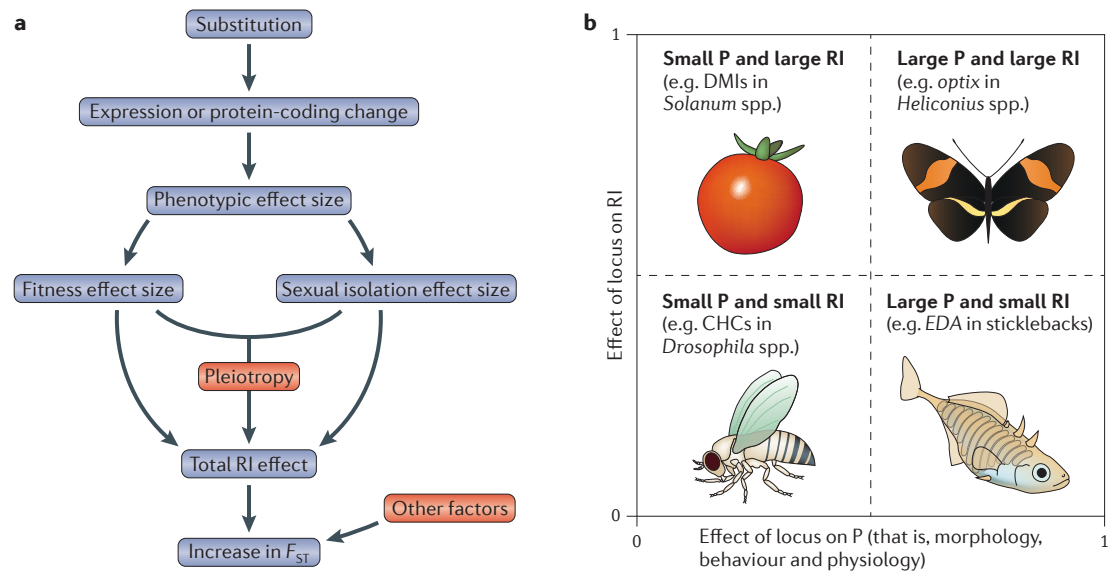 a
Substitution
Expression or protein-coding change
Phenotypic effect size
Fitness effect size
Sexual isolation effect size
Pleiotropy
Total RI effect
Other factors
Increase in FST
b
1
Effect of locus on RI
0
Small P and large RI
(e.g. DMIs in
Solanum spp.)
Large P and large RI
(e.g. optix in
Heliconius spp.)
Small P and small RI
(e.g. CHCs in
Drosophila spp.)
Large P and small RI
(e.g. EDA in sticklebacks)
0
Effect of locus on P (that is, morphology,
behaviour and physiology)
1